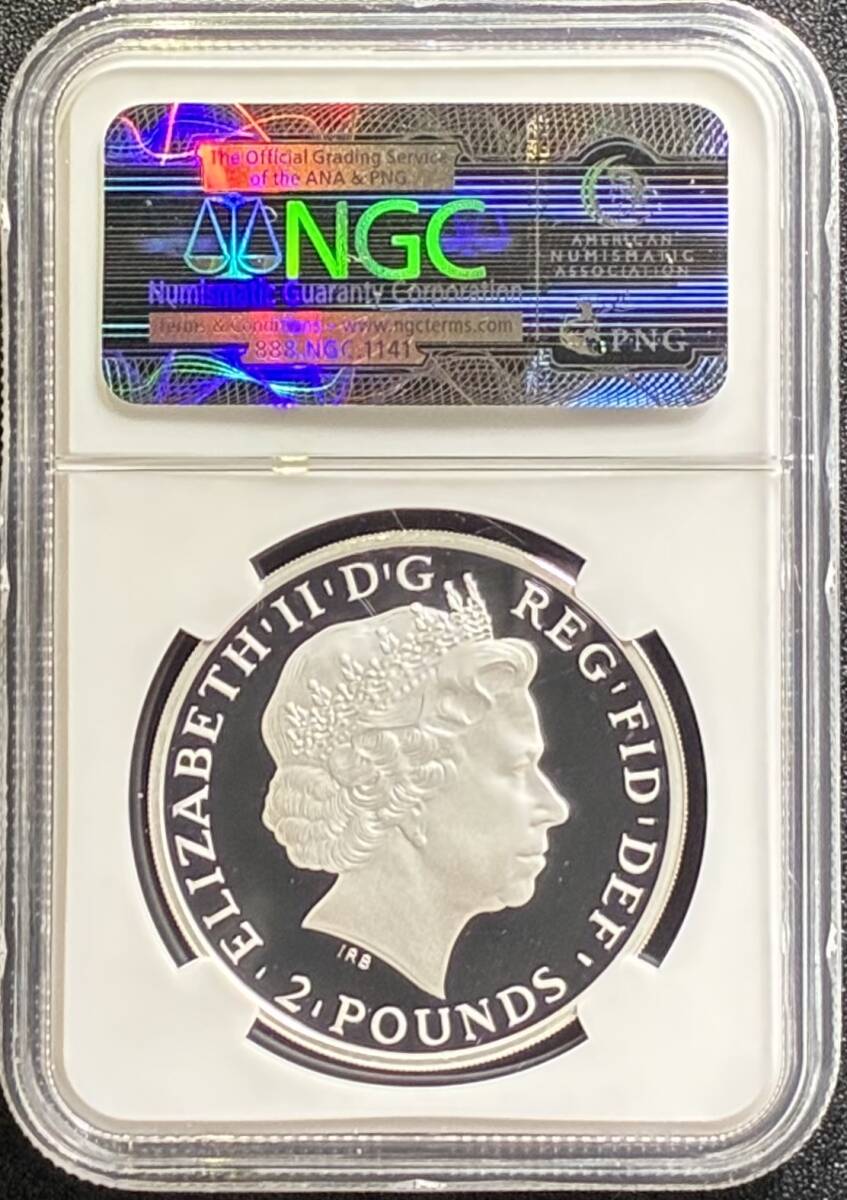 The Official Grading Service
of the ANA & PNG
NGC
Numismatic Guaranty Corporation
Terms & Conditions - www.ngcterms.com
888.NGC.1141
AMERICAN
NUMISMATIC
ASSOCIATION
PNG
ELIZABETH·II·D·G REG·FID·DEF·2·POUNDS·
IRB